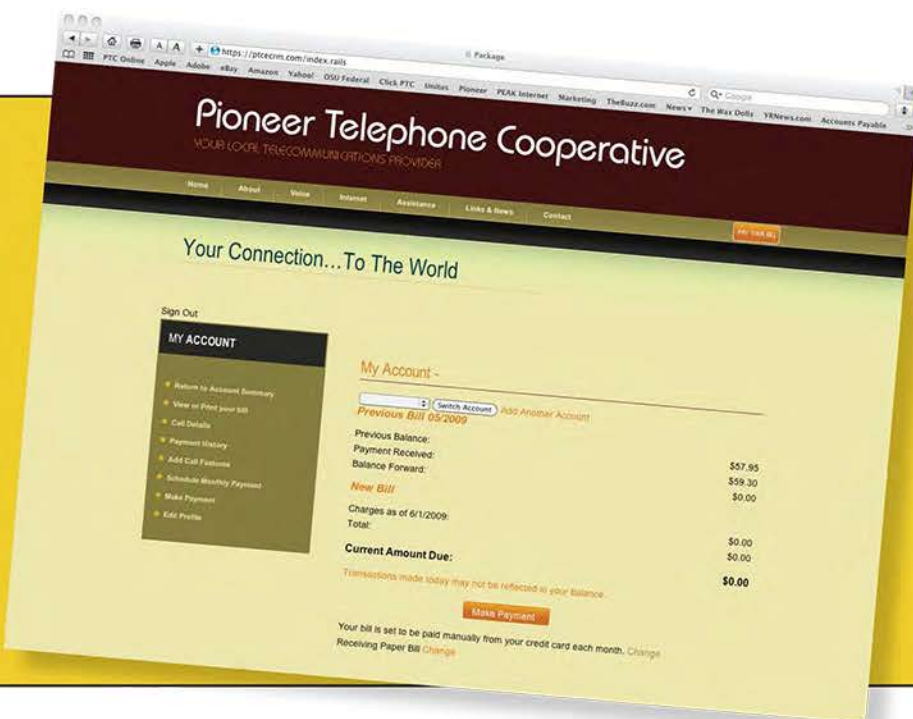 Package
https://ptcecrm.com/index.rails
Google
PTC Online Apple Adobe eBay Amazon Yahoo! OSU Federal Click PTC Unitas Pioneer PEAK Internet Marketing TheBuzz.com News The Wax Dolls YRNews.com Accounts Payable
Pioneer Telephone Cooperative
YOUR LOCAL TELECOMMUNICATIONS PROVIDER
Home About Voice Internet Assistance Links & News Contact
PAY YOUR BILL
Your Connection...To The World
Sign Out
MY ACCOUNT
Return to Account Summary
View or Print your bill
Call Details
Payment History
Add Call Features
Schedule Monthly Payment
Make Payment
Edit Profile
My Account -
Switch Account Add Another Account
Previous Bill 05/2009
Previous Balance: $57.95
Payment Received: $59.30
Balance Forward: $0.00
New Bill
Charges as of 6/1/2009: $0.00
Total: $0.00
Current Amount Due: $0.00
Transactions made today may not be reflected in your balance.
Make Payment
Your bill is set to be paid manually from your credit card each month. Change
Receiving Paper Bill Change